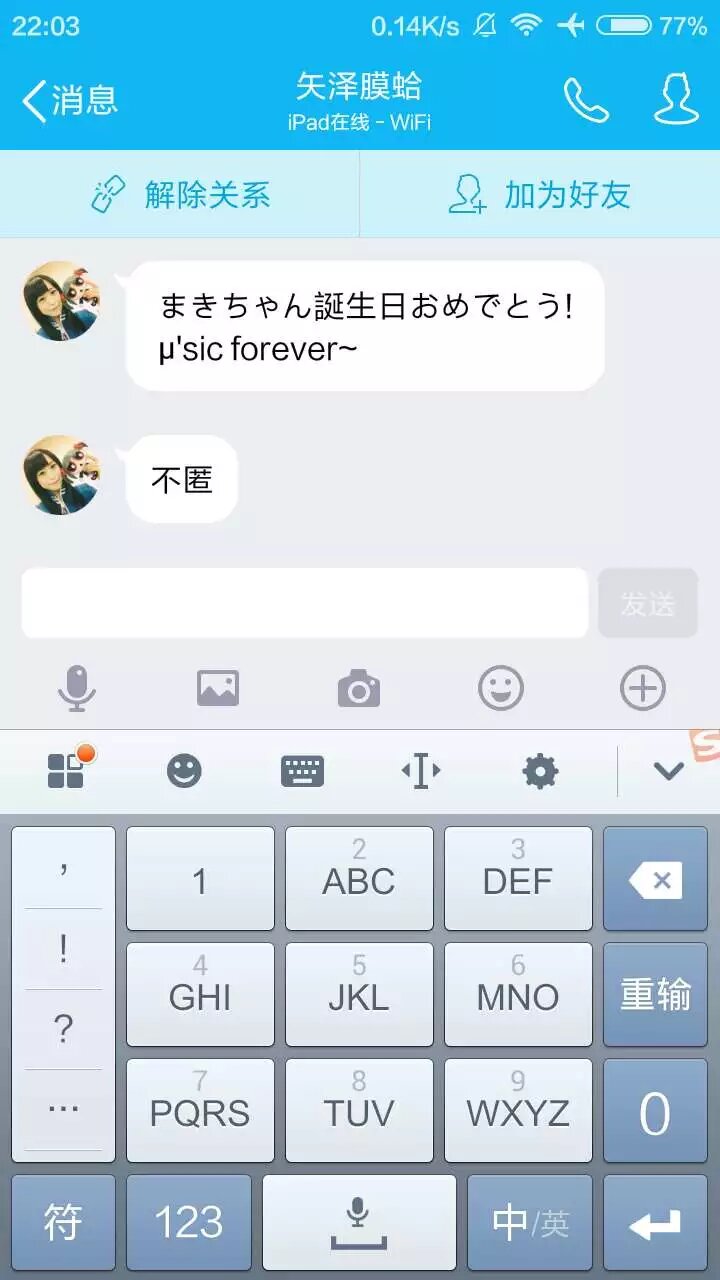 22:03
0.14K/s
77%
消息
矢泽膜蛤
iPad在线 - WiFi
解除关系
加为好友
まきちゃん誕生日おめでとう!
μ'sic forever~
不匿
发送
S
,
1
2
ABC
3
DEF
!
4
GHI
5
JKL
6
MNO
重输
?
...
7
PQRS
8
TUV
9
WXYZ
0
符
123
中/英